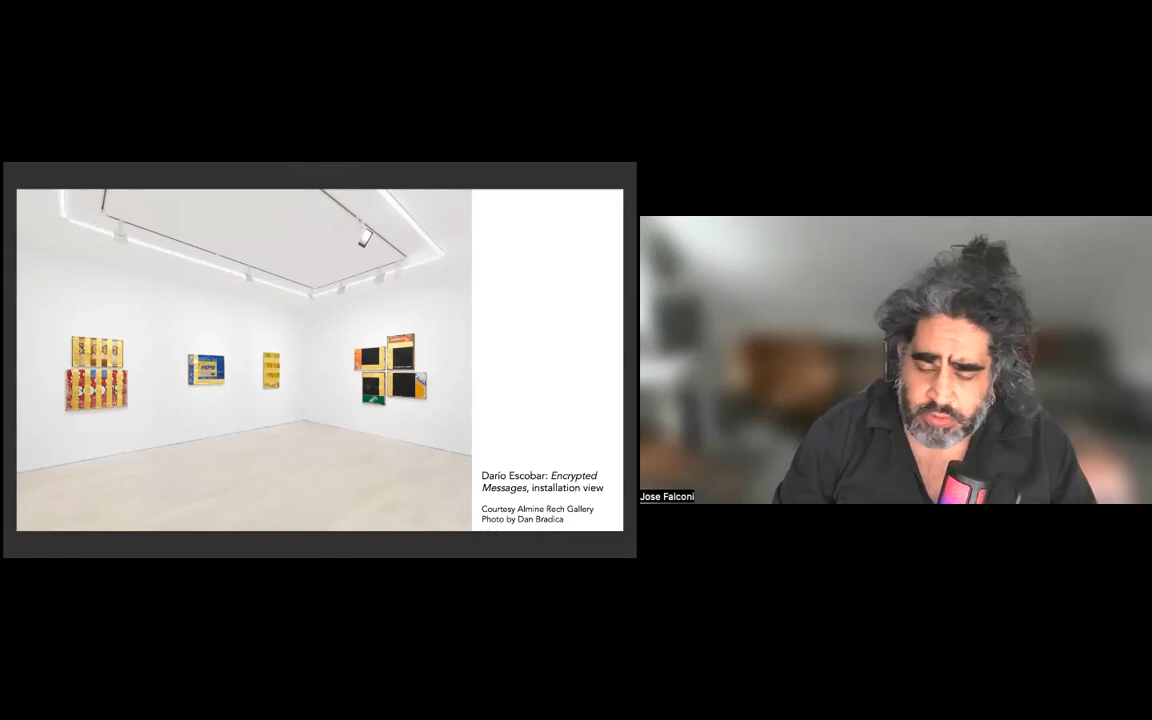 Darío Escobar: Encrypted
Messages, installation view
Courtesy Almine Rech Gallery
Photo by Dan Bradica
Jose Falconi